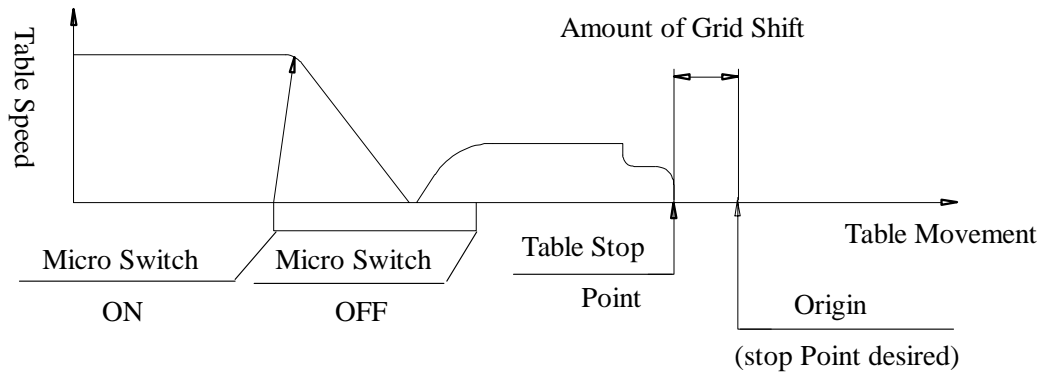 Amount of Grid Shift
Table Speed
Table Movement
Micro Switch
ON
Micro Switch
OFF
Table Stop
Point
Origin
(stop Point desired)